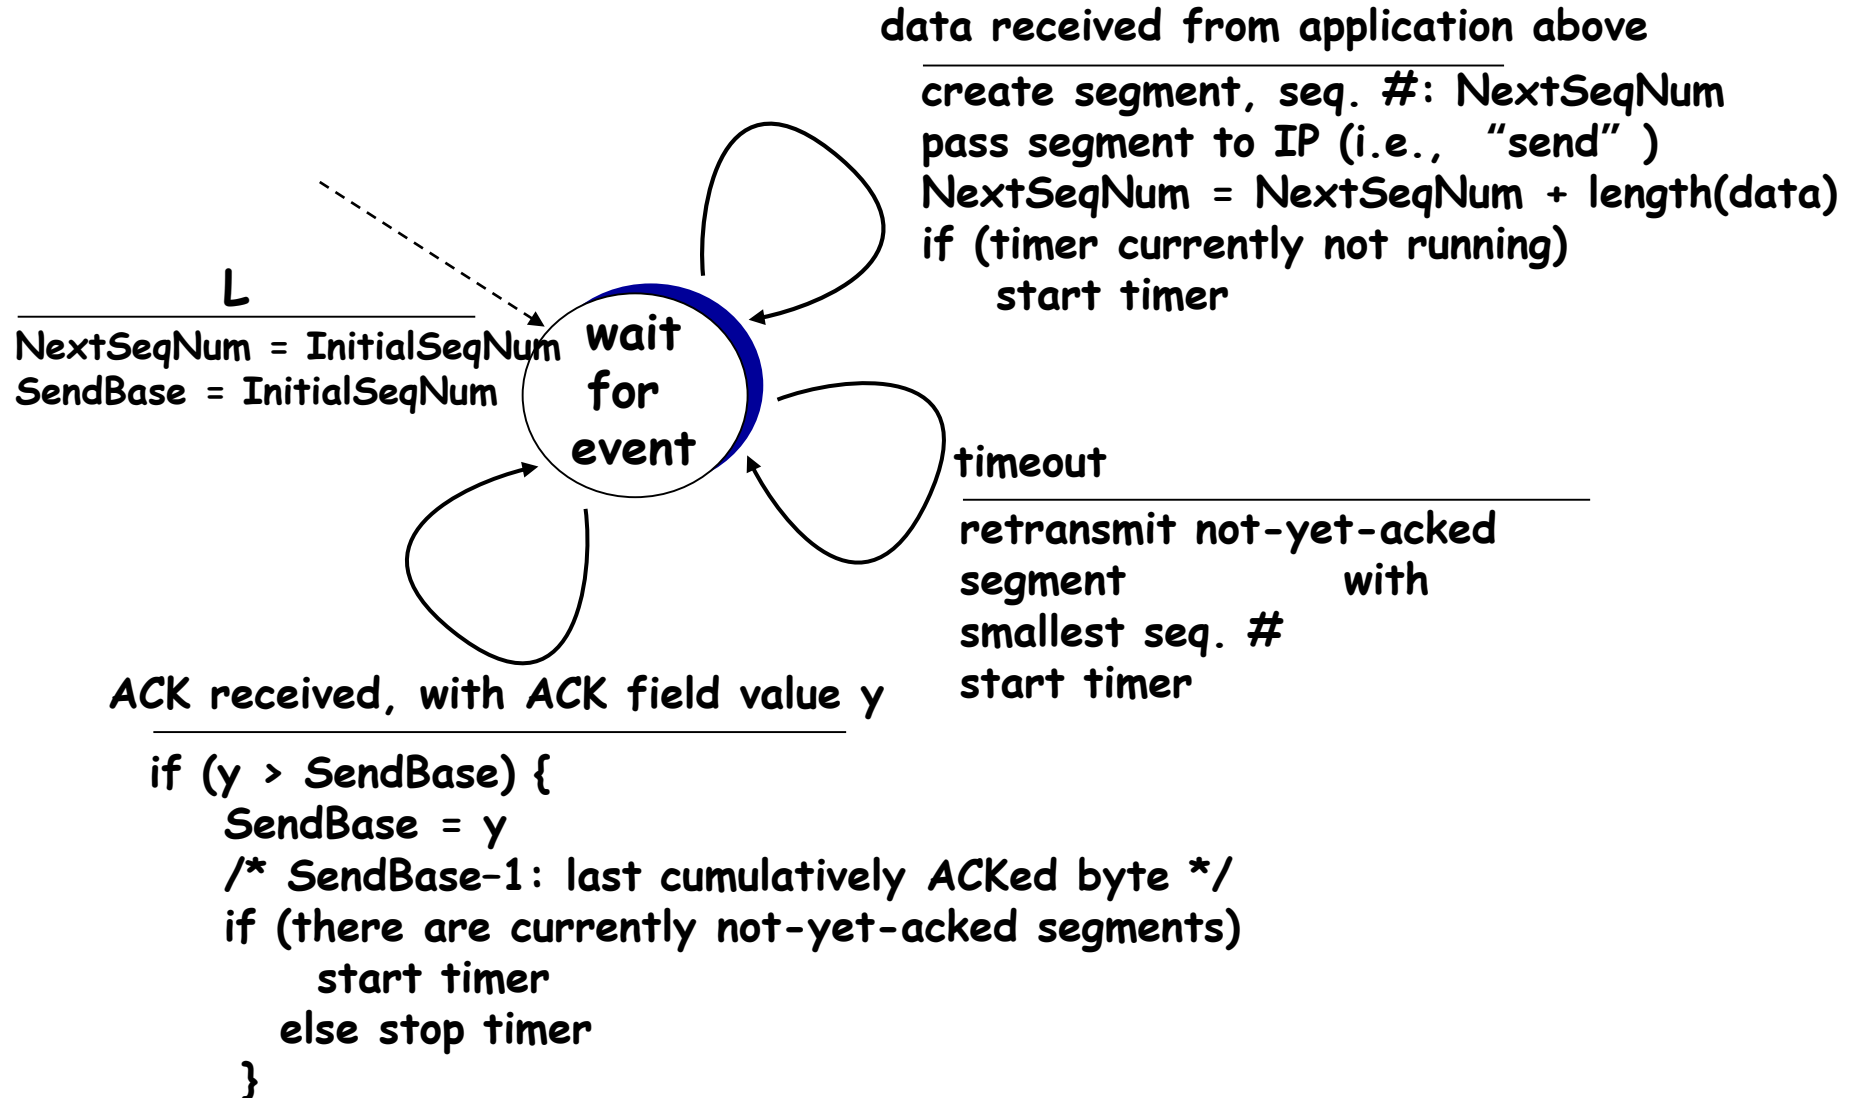 data received from application above
create segment, seq. #: NextSeqNum
pass segment to IP (i.e., “send” )
NextSeqNum = NextSeqNum + length(data)
if (timer currently not running)
start timer
L
NextSeqNum = InitialSeqNum
SendBase = InitialSeqNum
wait
for
event
timeout
retransmit not-yet-acked
segment with
smallest seq. #
start timer
ACK received, with ACK field value y
if (y > SendBase) {
SendBase = y
/* SendBase–1: last cumulatively ACKed byte */
if (there are currently not-yet-acked segments)
start timer
else stop timer
}